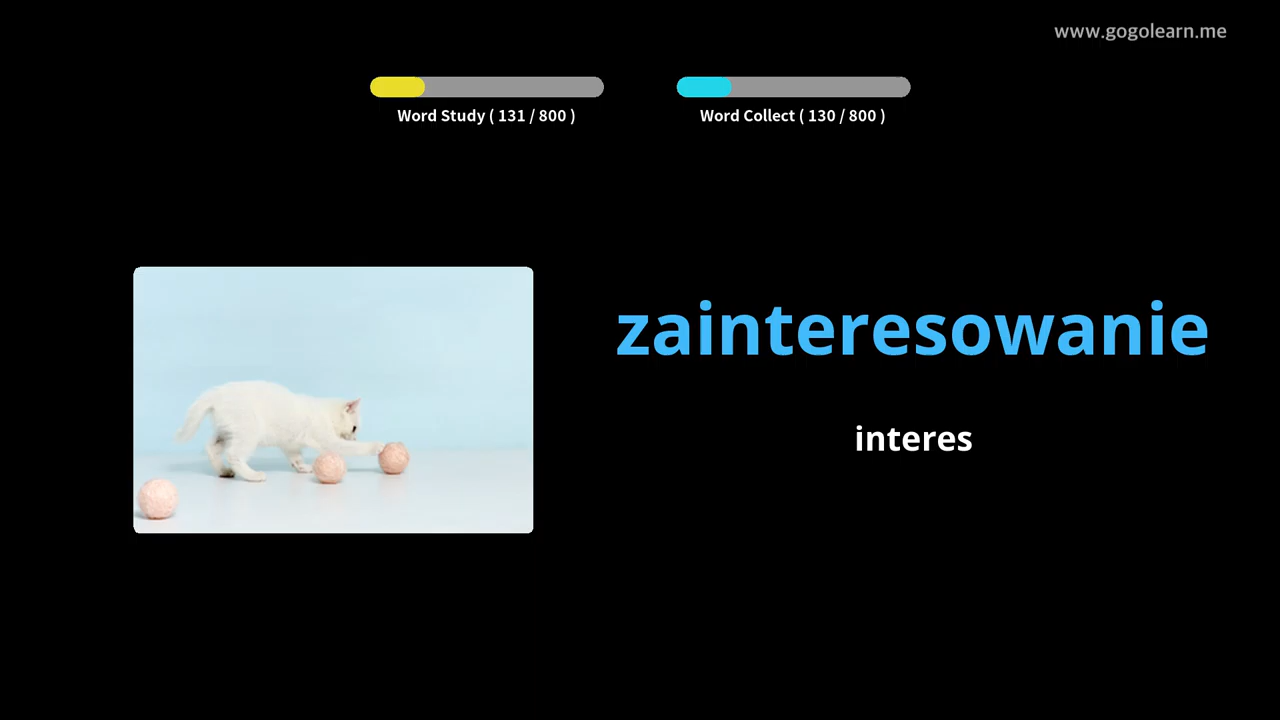 www.gogolearn.me
Word Study ( 131 / 800 )
Word Collect ( 130 / 800 )
zainteresowanie
interes